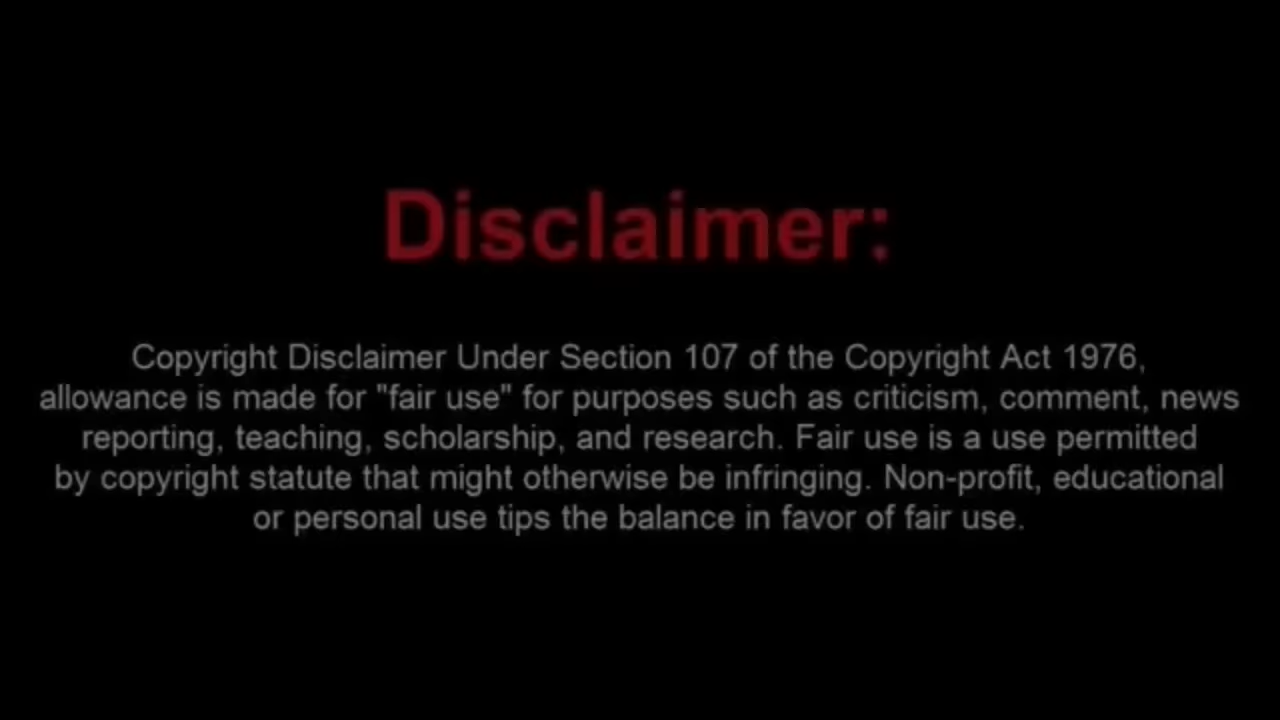 Disclaimer:
Copyright Disclaimer Under Section 107 of the Copyright Act 1976,
allowance is made for "fair use" for purposes such as criticism, comment, news
reporting, teaching, scholarship, and research. Fair use is a use permitted
by copyright statute that might otherwise be infringing. Non-profit, educational
or personal use tips the balance in favor of fair use.